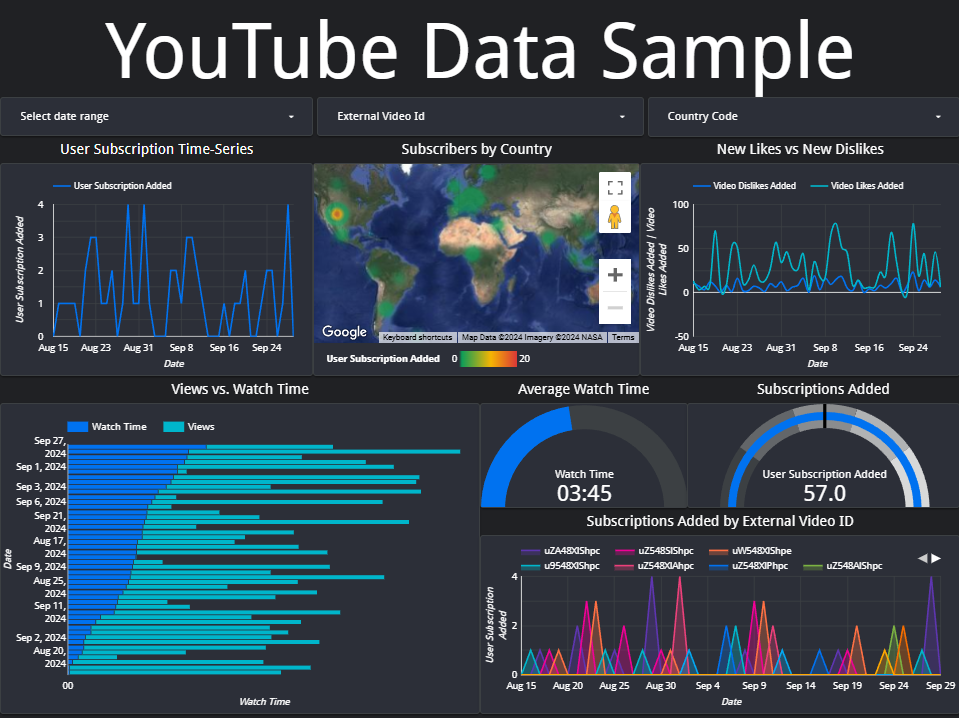 YouTube Data Sample
Select date range
External Video Id
Country Code
User Subscription Time-Series
Subscribers by Country
New Likes vs New Dislikes
User Subscription Added
User Subscription Added
4
3
2
1
0
Aug 15 Aug 23 Aug 31 Sep 8 Sep 16 Sep 24
Date
Google
Keyboard shortcuts
Map Data ©2024 Imagery ©2024 NASA
Terms
User Subscription Added 0 20
Video Dislikes Added Video Likes Added
Video Dislikes Added | Video
Likes Added
100
50
0
-50
Aug 15 Aug 23 Aug 31 Sep 8 Sep 16 Sep 24
Date
Views vs. Watch Time
Average Watch Time
Subscriptions Added
Watch Time Views
Date
Sep 27,
2024
Sep 1, 2024
Sep 3, 2024
Sep 6, 2024
Sep 21,
2024
Aug 17,
2024
Sep 9, 2024
Aug 25,
2024
Sep 11,
2024
Sep 2, 2024
Aug 20,
2024
00
Watch Time
Watch Time
03:45
User Subscription Added
57.0
Subscriptions Added by External Video ID
uZA48XIShpc uZ548SIShpc uW548XIShpe
u9548XIShpc uZ548XIAhpc uZ548XIPhpc uZ548AIShpc
User Subscription
Added
4
2
0
Aug 15 Aug 20 Aug 25 Aug 30 Sep 4 Sep 9 Sep 14 Sep 19 Sep 24 Sep 29
Date